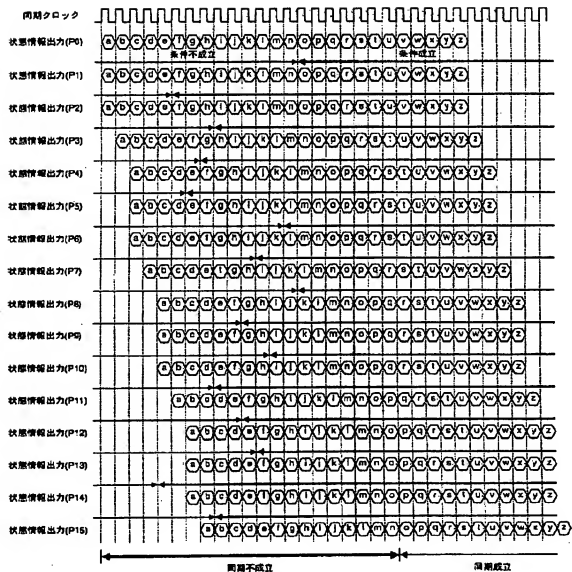 同期クロック
状態情報出力(P0) a b c d e f g h i j k l m n o p q r s t u v w x y z
条件不成立 条件成立
状態情報出力(P1) a b c d e f g h i j k l m n o p q r s t u v w x y z
状態情報出力(P2) a b c d e f g h i j k l m n o p q r s t u v w x y z
状態情報出力(P3) a b c d e f g h i j k l m n o p q r s t u v w x y z
状態情報出力(P4) a b c d e f g h i j k l m n o p q r s t u v w x y z
状態情報出力(P5) a b c d e f g h i j k l m n o p q r s t u v w x y z
状態情報出力(P6) a b c d e f g h i j k l m n o p q r s t u v w x y z
状態情報出力(P7) a b c d e f g h i j k l m n o p q r s t u v w x y z
状態情報出力(P8) a b c d e f g h i j k l m n o p q r s t u v w x y z
状態情報出力(P9) a b c d e f g h i j k l m n o p q r s t u v w x y z
状態情報出力(P10) a b c d e f g h i j k l m n o p q r s t u v w x y z
状態情報出力(P11) a b c d e f g h i j k l m n o p q r s t u v w x y z
状態情報出力(P12) a b c d e f g h i j k l m n o p q r s t u v w x y z
状態情報出力(P13) a b c d e f g h i j k l m n o p q r s t u v w x y z
状態情報出力(P14) a b c d e f g h i j k l m n o p q r s t u v w x y z
状態情報出力(P15) a b c d e f g h i j k l m n o p q r s t u v w x y z
同期不成立 同期成立